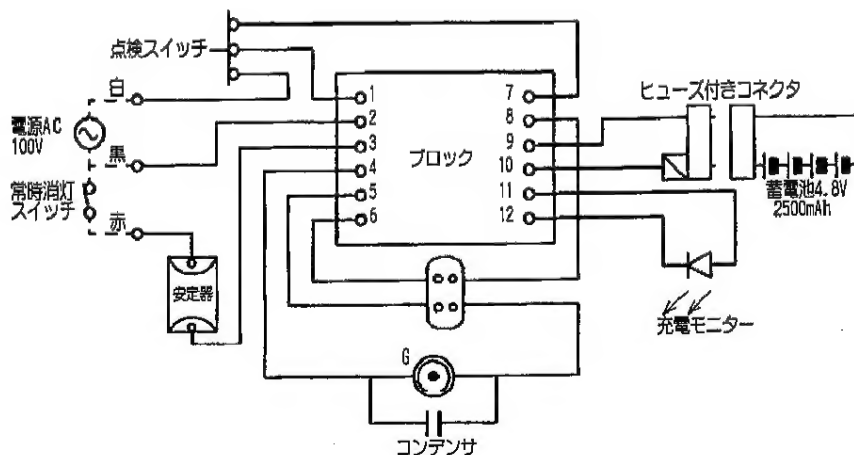 点検スイッチ
白
電源AC
100V
黒
常時消灯
スイッチ
赤
安定器
1
2
3
4
5
6
ブロック
7
8
9
10
11
12
ヒューズ付きコネクタ
蓄電池4.8V
2500mAh
充電モニター
G
コンデンサ